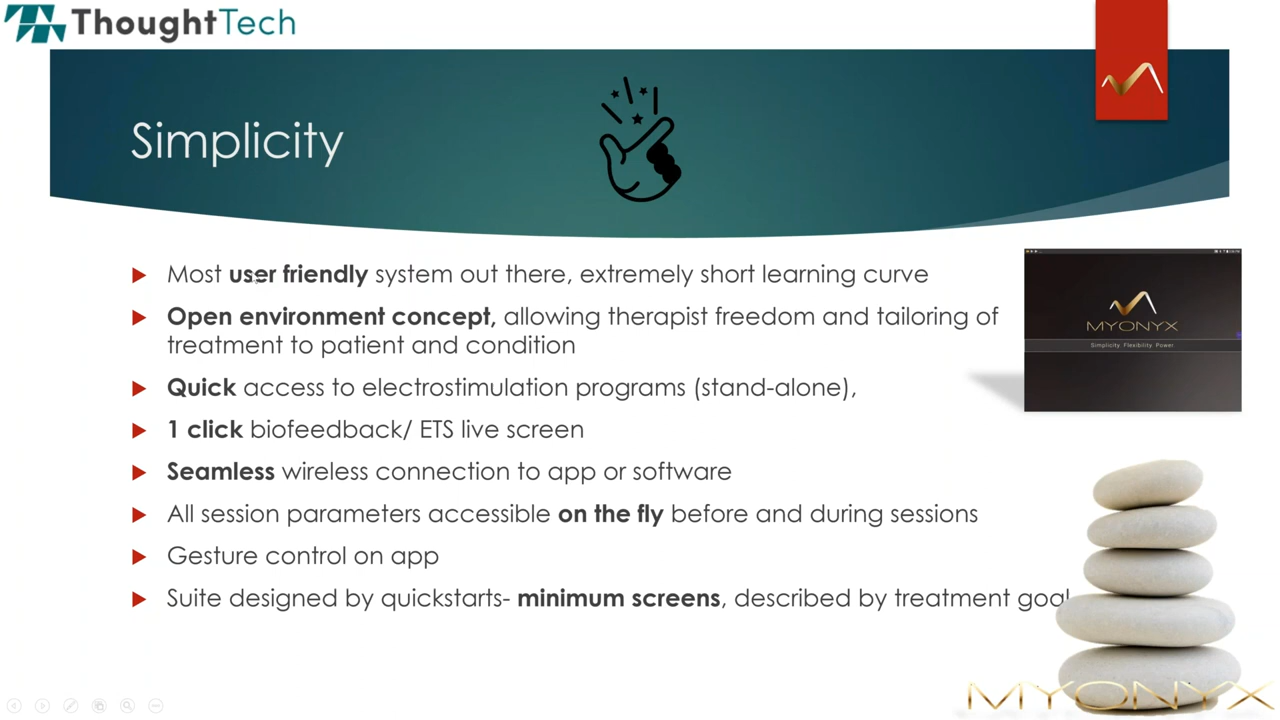 ThoughtTech
Simplicity
Most user friendly system out there, extremely short learning curve
Open environment concept, allowing therapist freedom and tailoring of
treatment to patient and condition
Quick access to electrostimulation programs (stand-alone),
1 click biofeedback/ ETS live screen
Seamless wireless connection to app or software
All session parameters accessible on the fly before and during sessions
Gesture control on app
Suite designed by quickstarts- minimum screens, described by treatment goal
MYONYX
Simplicity Flexibility Power
MYONYX